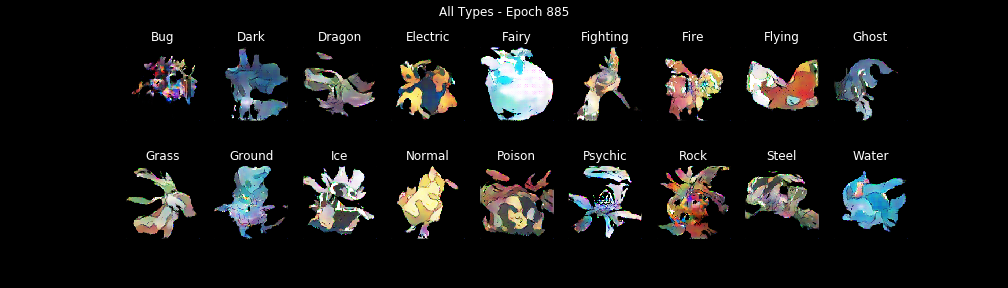 All Types - Epoch 885
Bug Dark Dragon Electric Fairy Fighting Fire Flying Ghost
Grass Ground Ice Normal Poison Psychic Rock Steel Water